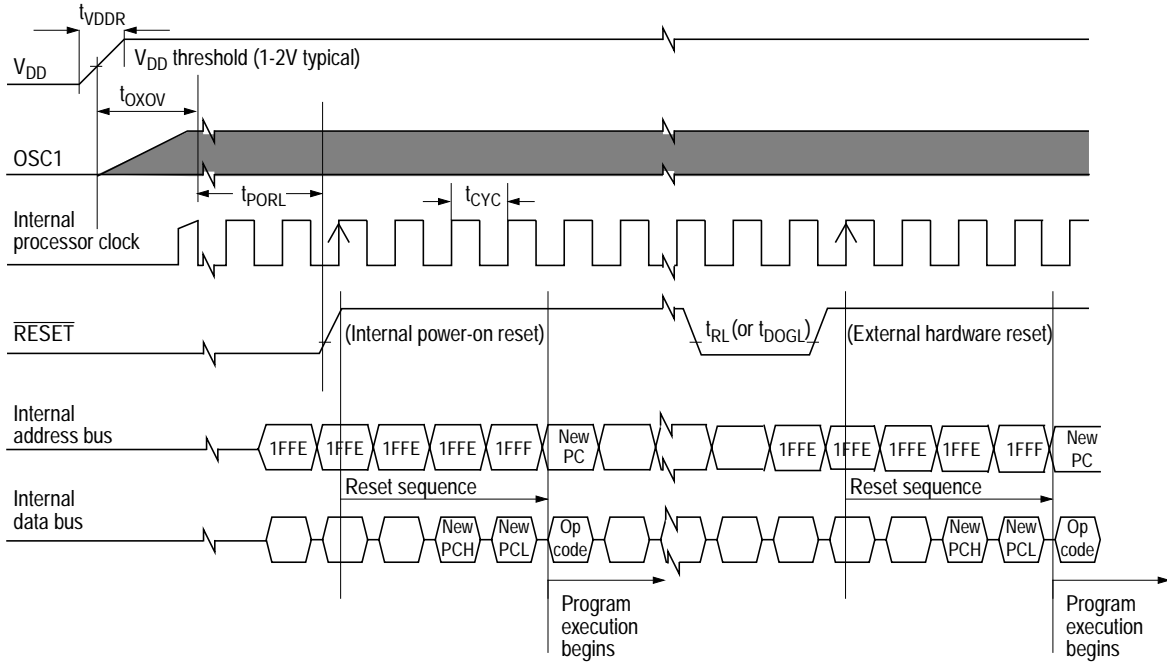 tVDDR
VDD
VDD threshold (1-2V typical)
tOXOV
OSC1
tPORL
tCYC
Internal
processor clock
RESET
(Internal power-on reset)
tRL (or tDOGL)
(External hardware reset)
Internal
address bus
1FFE 1FFE 1FFE 1FFE 1FFF New PC 1FFE 1FFE 1FFE 1FFE 1FFF New PC
Reset sequence
Reset sequence
Internal
data bus
New PCH New PCL Op code New PCH New PCL Op code
Program
execution
begins
Program
execution
begins